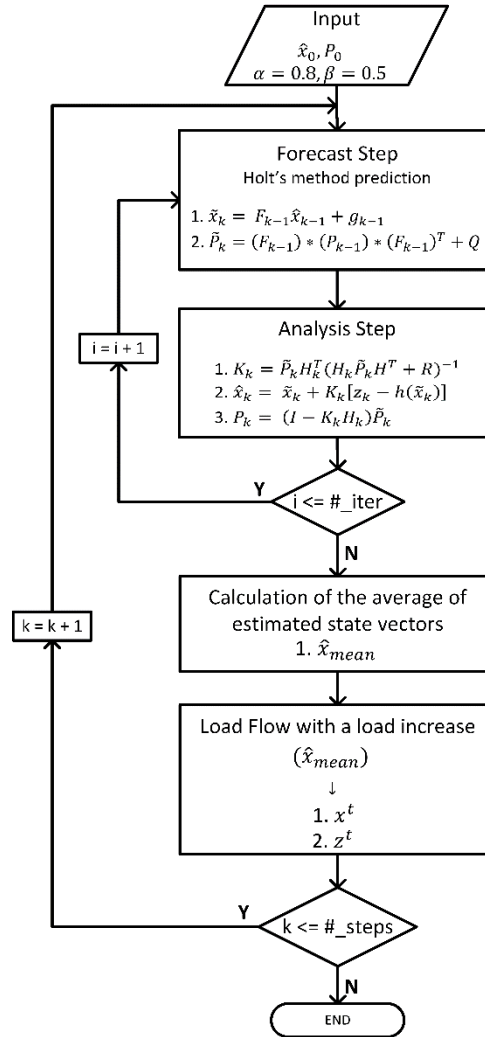 Input
x̂₀, P₀
α = 0.8, β = 0.5
Forecast Step
Holt's method prediction
1. x̃ₖ = Fₖ₋₁x̂ₖ₋₁ + gₖ₋₁
2. P̃ₖ = (Fₖ₋₁) * (Pₖ₋₁) * (Fₖ₋₁)ᵀ + Q
Analysis Step
1. Kₖ = P̃ₖHₖᵀ(HₖP̃ₖHᵀ + R)⁻¹
2. x̂ₖ = x̃ₖ + Kₖ[zₖ − h(x̃ₖ)]
3. Pₖ = (I − KₖHₖ)P̃ₖ
i = i + 1
Y
i <= #_iter
N
Calculation of the average of
estimated state vectors
1. x̂ₘₑₐₙ
k = k + 1
Load Flow with a load increase
(x̂ₘₑₐₙ)
↓
1. xᵗ
2. zᵗ
Y
k <= #_steps
N
END